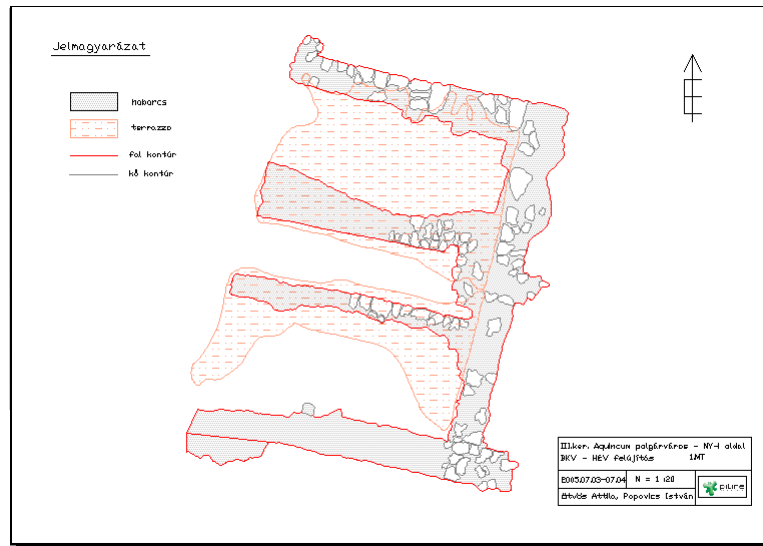 Jelmagyarázat
habarcs
terrazzo
fal kontúr
kő kontúr
III.ker. Aquincum polgárváros - NY-i oldal
BKV - HÉV felújítás 1MT
2005.07.03-07.04 N = 1:20
Ötvös Attila, Popovics István